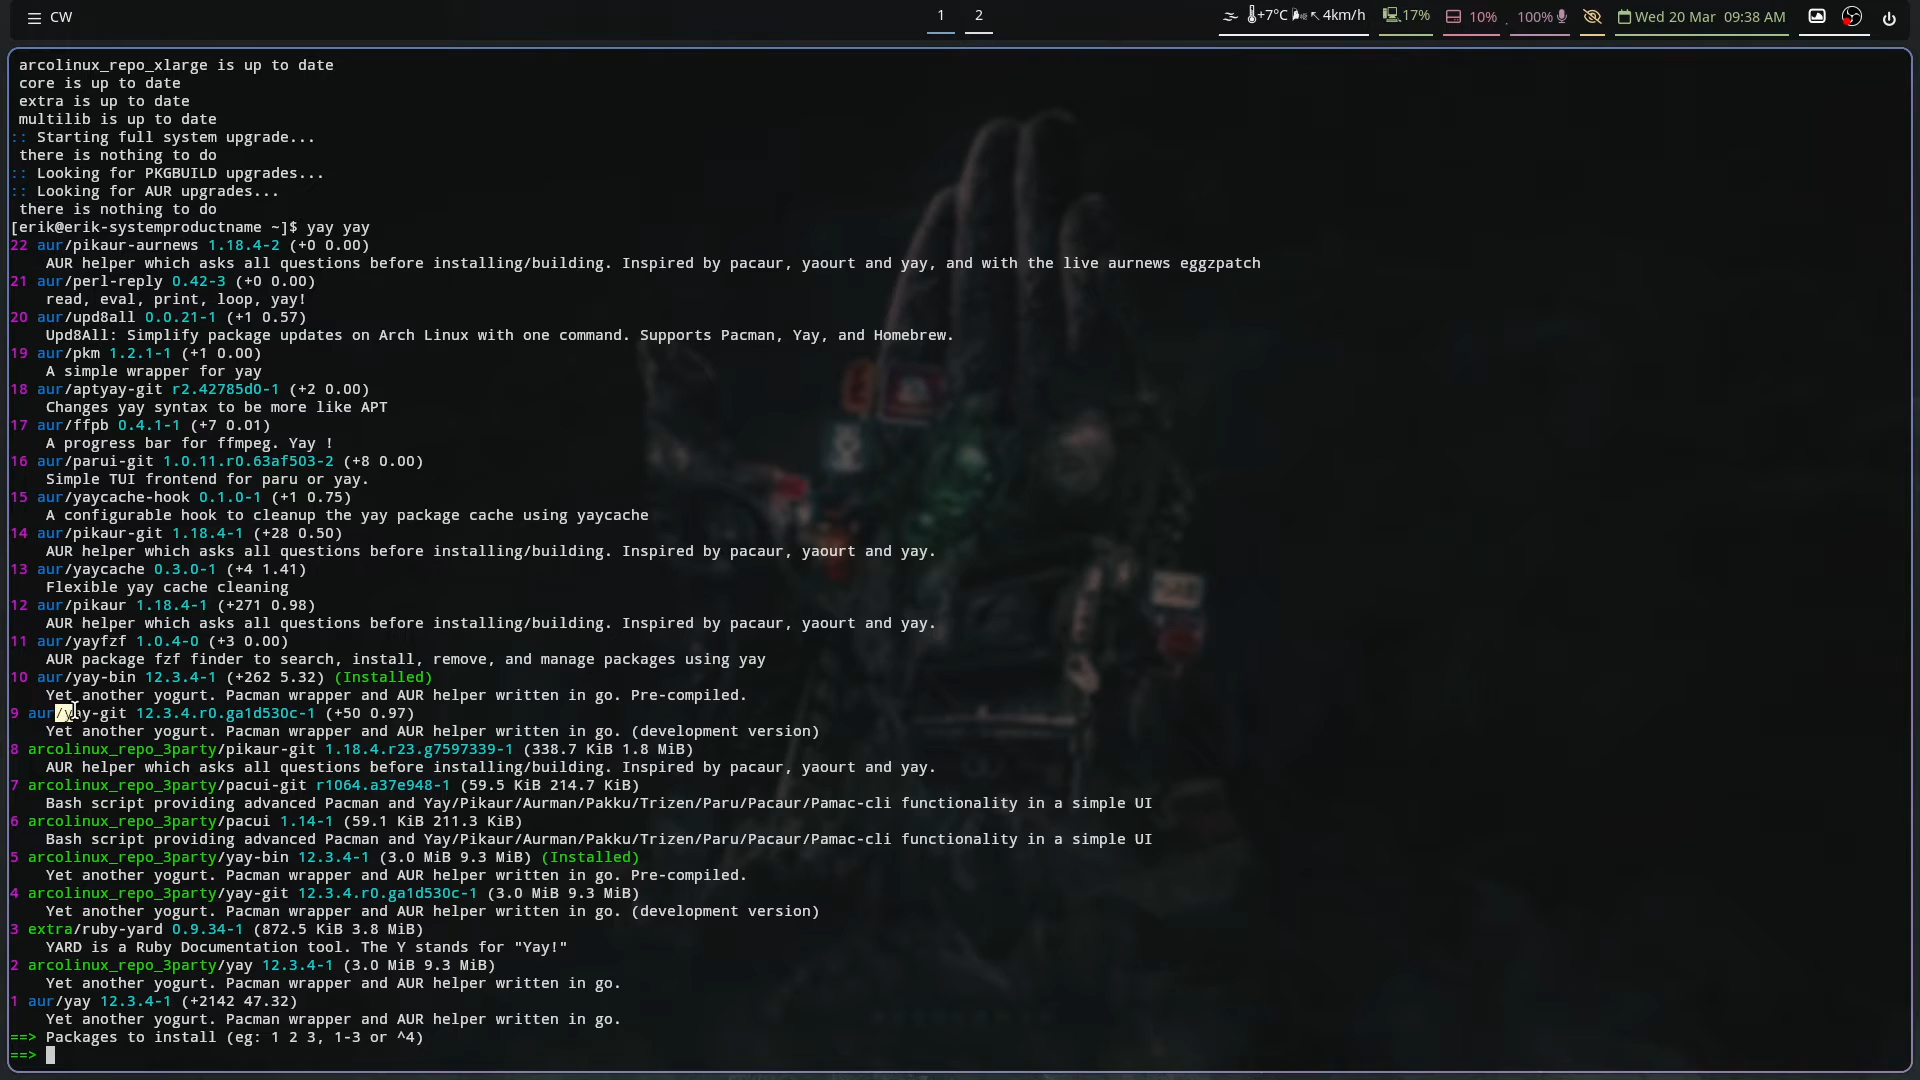 CW
1 2
+7°C 4km/h 17% 10% 100% Wed 20 Mar 09:38 AM
arcolinux_repo_xlarge is up to date
core is up to date
extra is up to date
multilib is up to date
:: Starting full system upgrade...
there is nothing to do
:: Looking for PKGBUILD upgrades...
:: Looking for AUR upgrades...
there is nothing to do
[erik@erik-systemproductname ~]$ yay yay
22 aur/pikaur-aurnews 1.18.4-2 (+0 0.00)
AUR helper which asks all questions before installing/building. Inspired by pacaur, yaourt and yay, and with the live aurnews eggzpatch
21 aur/perl-reply 0.42-3 (+0 0.00)
read, eval, print, loop, yay!
20 aur/upd8all 0.0.21-1 (+1 0.57)
Upd8All: Simplify package updates on Arch Linux with one command. Supports Pacman, Yay, and Homebrew.
19 aur/pkm 1.2.1-1 (+1 0.00)
A simple wrapper for yay
18 aur/aptyay-git r2.42785d0-1 (+2 0.00)
Changes yay syntax to be more like APT
17 aur/ffpb 0.4.1-1 (+7 0.01)
A progress bar for ffmpeg. Yay !
16 aur/parui-git 1.0.11.r0.63af503-2 (+8 0.00)
Simple TUI frontend for paru or yay.
15 aur/yaycache-hook 0.1.0-1 (+1 0.75)
A configurable hook to cleanup the yay package cache using yaycache
14 aur/pikaur-git 1.18.4-1 (+28 0.50)
AUR helper which asks all questions before installing/building. Inspired by pacaur, yaourt and yay.
13 aur/yaycache 0.3.0-1 (+4 1.41)
Flexible yay cache cleaning
12 aur/pikaur 1.18.4-1 (+271 0.98)
AUR helper which asks all questions before installing/building. Inspired by pacaur, yaourt and yay.
11 aur/yayfzf 1.0.4-0 (+3 0.00)
AUR package fzf finder to search, install, remove, and manage packages using yay
10 aur/yay-bin 12.3.4-1 (+262 5.32) (Installed)
Yet another yogurt. Pacman wrapper and AUR helper written in go. Pre-compiled.
9 aur/yay-git 12.3.4.r0.ga1d530c-1 (+50 0.97)
Yet another yogurt. Pacman wrapper and AUR helper written in go. (development version)
8 arcolinux_repo_3party/pikaur-git 1.18.4.r23.g7597339-1 (338.7 KiB 1.8 MiB)
AUR helper which asks all questions before installing/building. Inspired by pacaur, yaourt and yay.
7 arcolinux_repo_3party/pacui-git r1064.a37e948-1 (59.5 KiB 214.7 KiB)
Bash script providing advanced Pacman and Yay/Pikaur/Aurman/Pakku/Trizen/Paru/Pacaur/Pamac-cli functionality in a simple UI
6 arcolinux_repo_3party/pacui 1.14-1 (59.1 KiB 211.3 KiB)
Bash script providing advanced Pacman and Yay/Pikaur/Aurman/Pakku/Trizen/Paru/Pacaur/Pamac-cli functionality in a simple UI
5 arcolinux_repo_3party/yay-bin 12.3.4-1 (3.0 MiB 9.3 MiB) (Installed)
Yet another yogurt. Pacman wrapper and AUR helper written in go. Pre-compiled.
4 arcolinux_repo_3party/yay-git 12.3.4.r0.ga1d530c-1 (3.0 MiB 9.3 MiB)
Yet another yogurt. Pacman wrapper and AUR helper written in go. (development version)
3 extra/ruby-yard 0.9.34-1 (872.5 KiB 3.8 MiB)
YARD is a Ruby Documentation tool. The Y stands for "Yay!"
2 arcolinux_repo_3party/yay 12.3.4-1 (3.0 MiB 9.3 MiB)
Yet another yogurt. Pacman wrapper and AUR helper written in go.
1 aur/yay 12.3.4-1 (+2142 47.32)
Yet another yogurt. Pacman wrapper and AUR helper written in go.
==> Packages to install (eg: 1 2 3, 1-3 or ^4)
==>